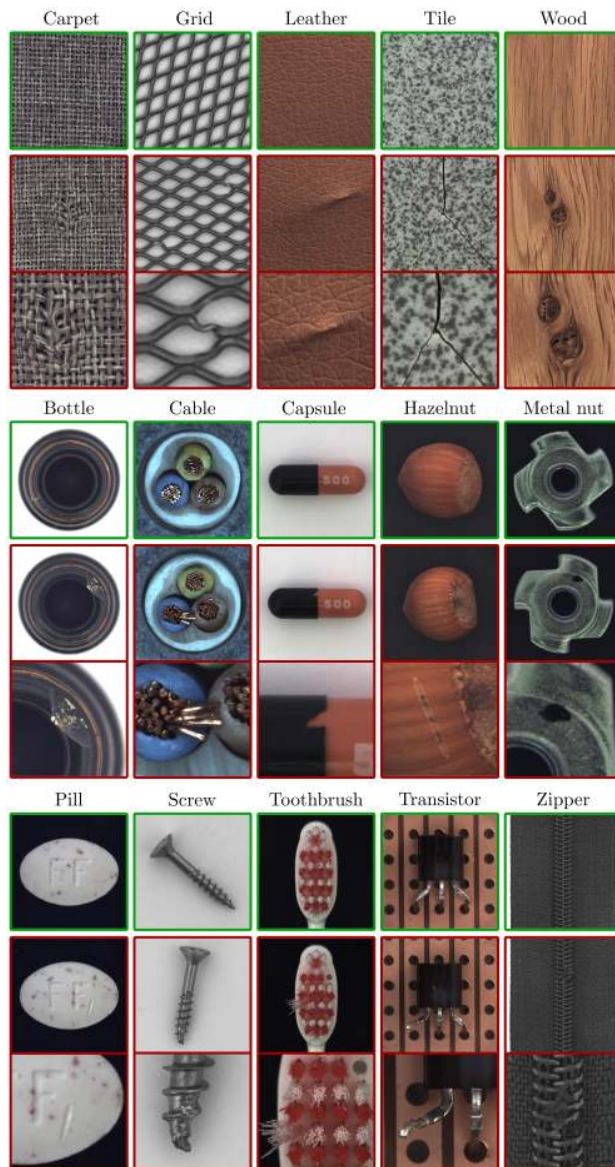 Carpet Grid Leather Tile Wood
Bottle Cable Capsule Hazelnut Metal nut
500
500
Pill Screw Toothbrush Transistor Zipper
FF
FF
F